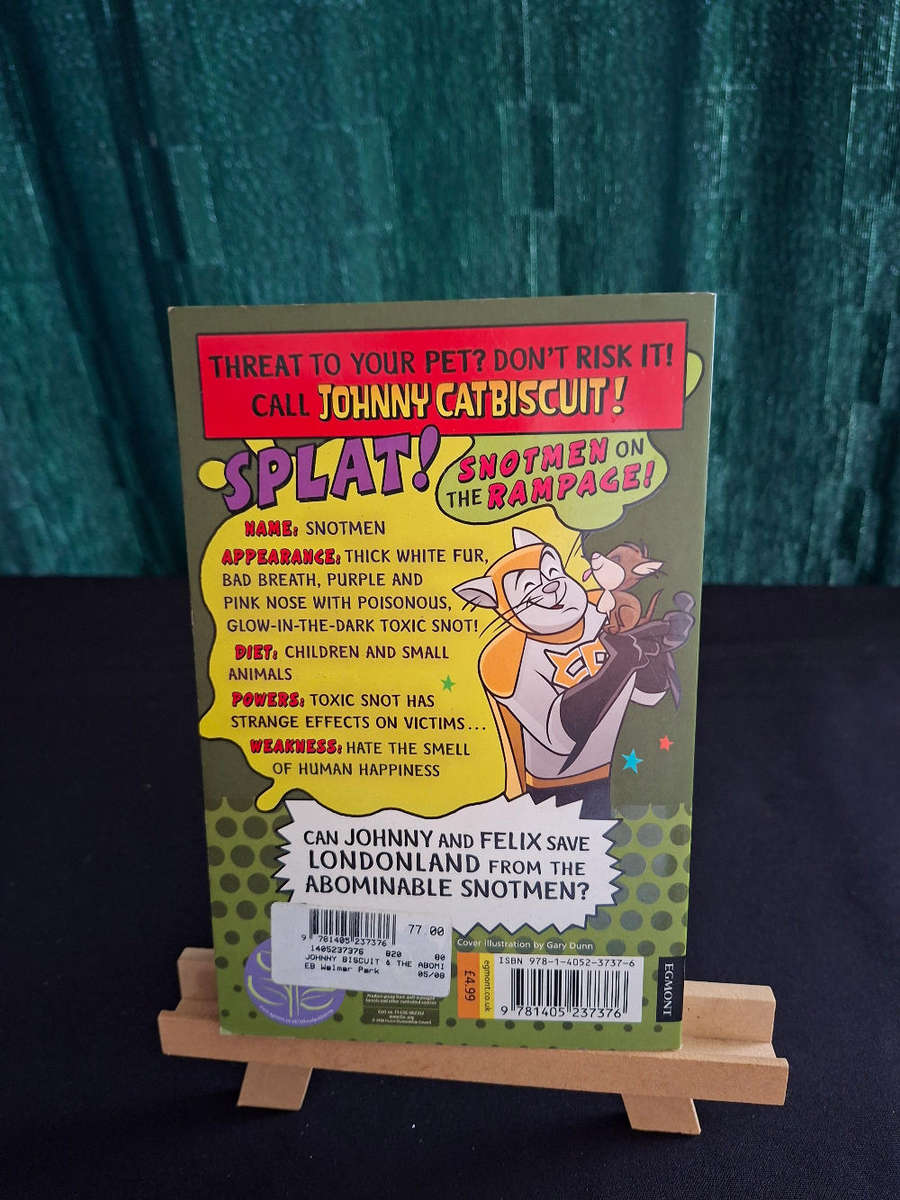 THREAT TO YOUR PET? DON'T RISK IT!
CALL JOHNNY CATBISCUIT!
SPLAT!
SNOTMEN ON
THE RAMPAGE!
NAME: SNOTMEN
APPEARANCE: THICK WHITE FUR,
BAD BREATH, PURPLE AND
PINK NOSE WITH POISONOUS,
GLOW-IN-THE-DARK TOXIC SNOT!
DIET: CHILDREN AND SMALL
ANIMALS
POWERS: TOXIC SNOT HAS
STRANGE EFFECTS ON VICTIMS...
WEAKNESS: HATE THE SMELL
OF HUMAN HAPPINESS
CAN JOHNNY AND FELIX SAVE
LONDONLAND FROM THE
ABOMINABLE SNOTMEN?
77 00
9 781405 237376
1405237376 B20 80
JOHNNY BISCUIT & THE ABOMI
EB Walmer Park 05/08
Cover illustration by Gary Dunn
egmont.co.uk
£4.99
ISBN 978-1-4052-3737-6
9 781405 237376
EGMONT